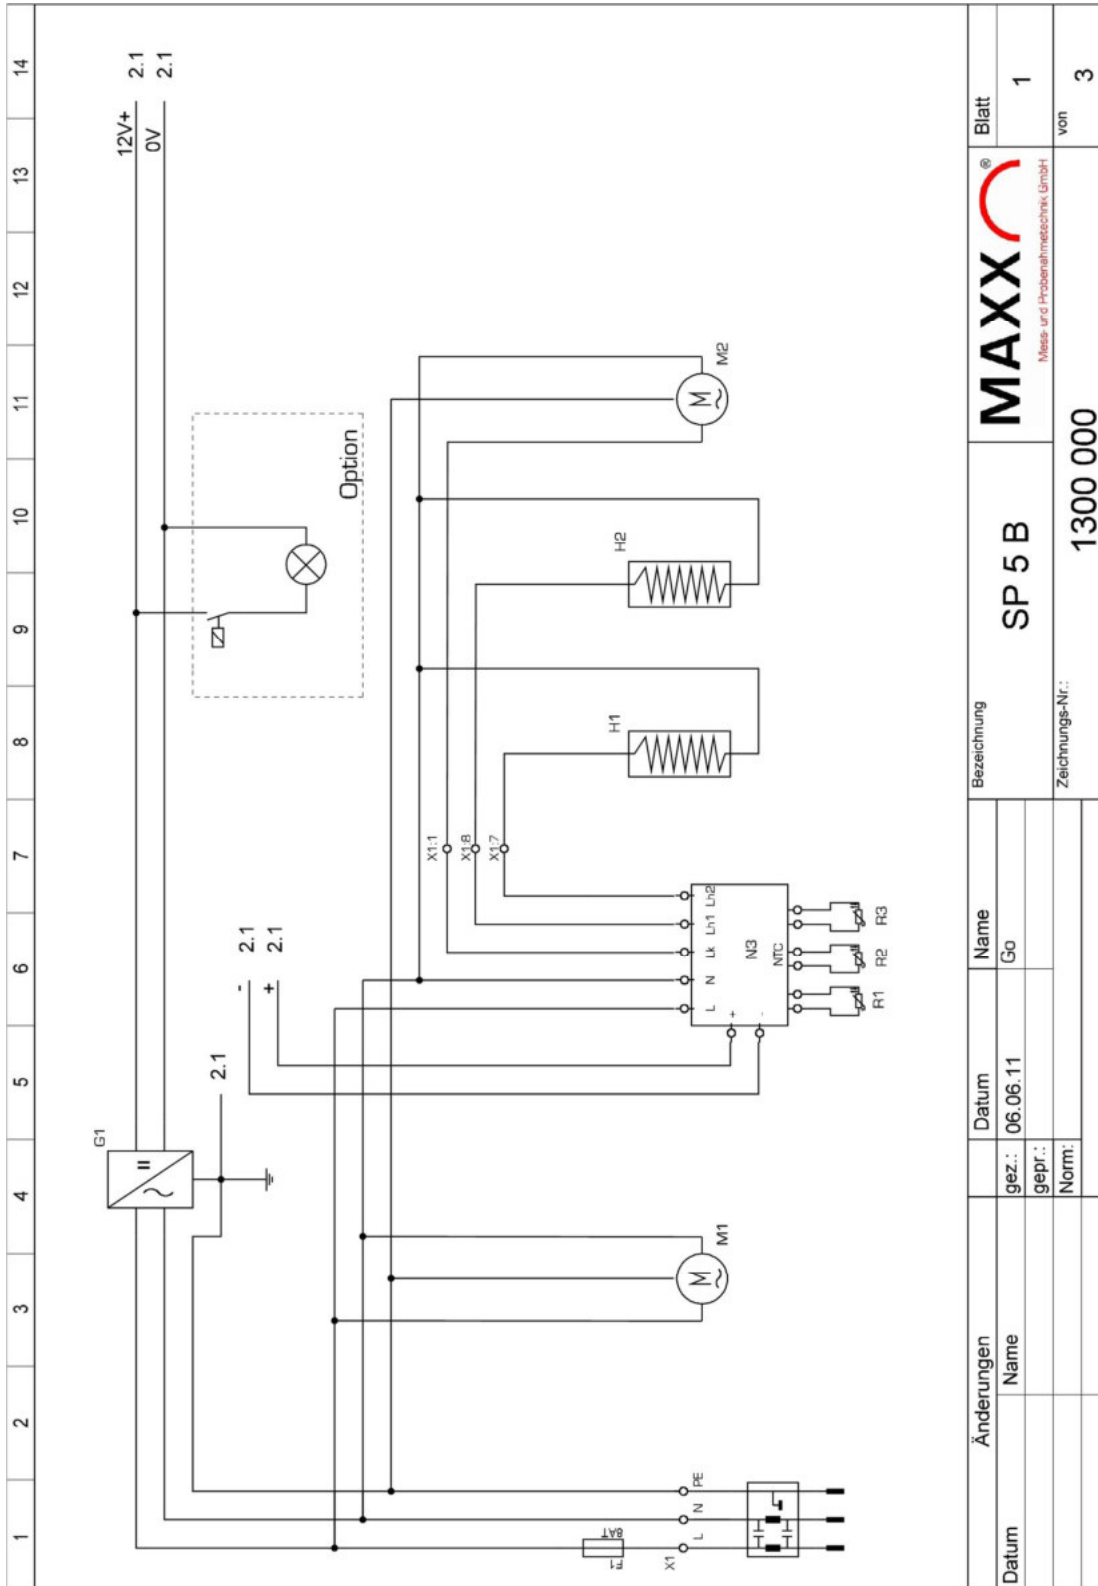 1 2 3 4 5 6 7 8 9 10 11 12 13 14
12V+ 2.1
0V 2.1
G1
2.1
- 2.1
+ 2.1
Option
X1:1
X1:8
X1:7
H1
H2
M1
M2
F1
8AT
X1 L N PE
L N Lk Lh1 Lh2
+
-
N3
NTC
R1 R2 R3
M
M
Änderungen
Datum Name
Datum Name
gez.: 06.06.11 Go
gepr.:
Norm:
Bezeichnung
SP 5 B
Zeichnungs-Nr.:
1300 000
MAXX ®
Mess- und Probenahmetechnik GmbH
Blatt
1
von
3